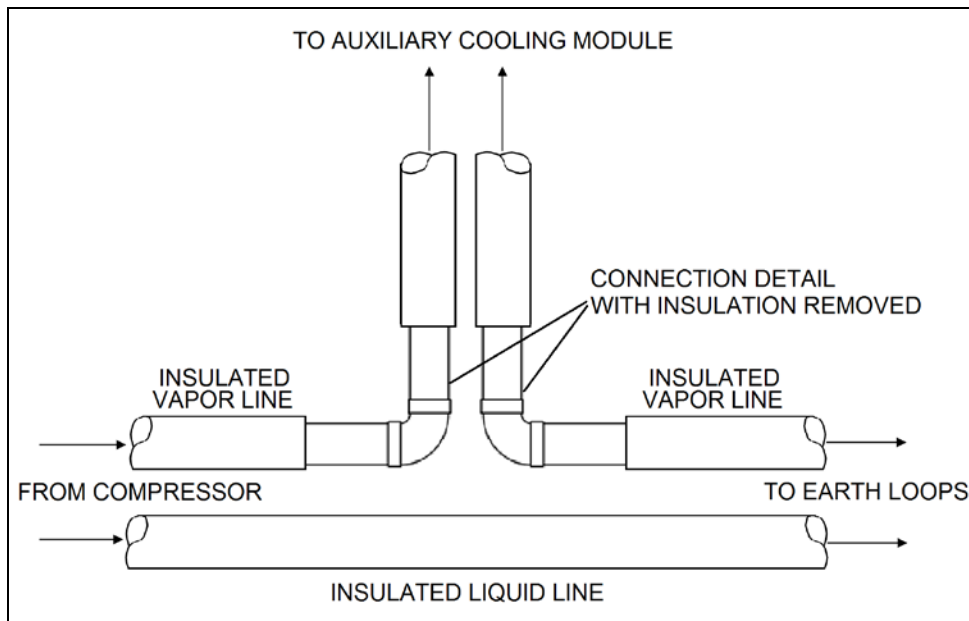 TO AUXILIARY COOLING MODULE
CONNECTION DETAIL
WITH INSULATION REMOVED
INSULATED
VAPOR LINE
INSULATED
VAPOR LINE
FROM COMPRESSOR
TO EARTH LOOPS
INSULATED LIQUID LINE